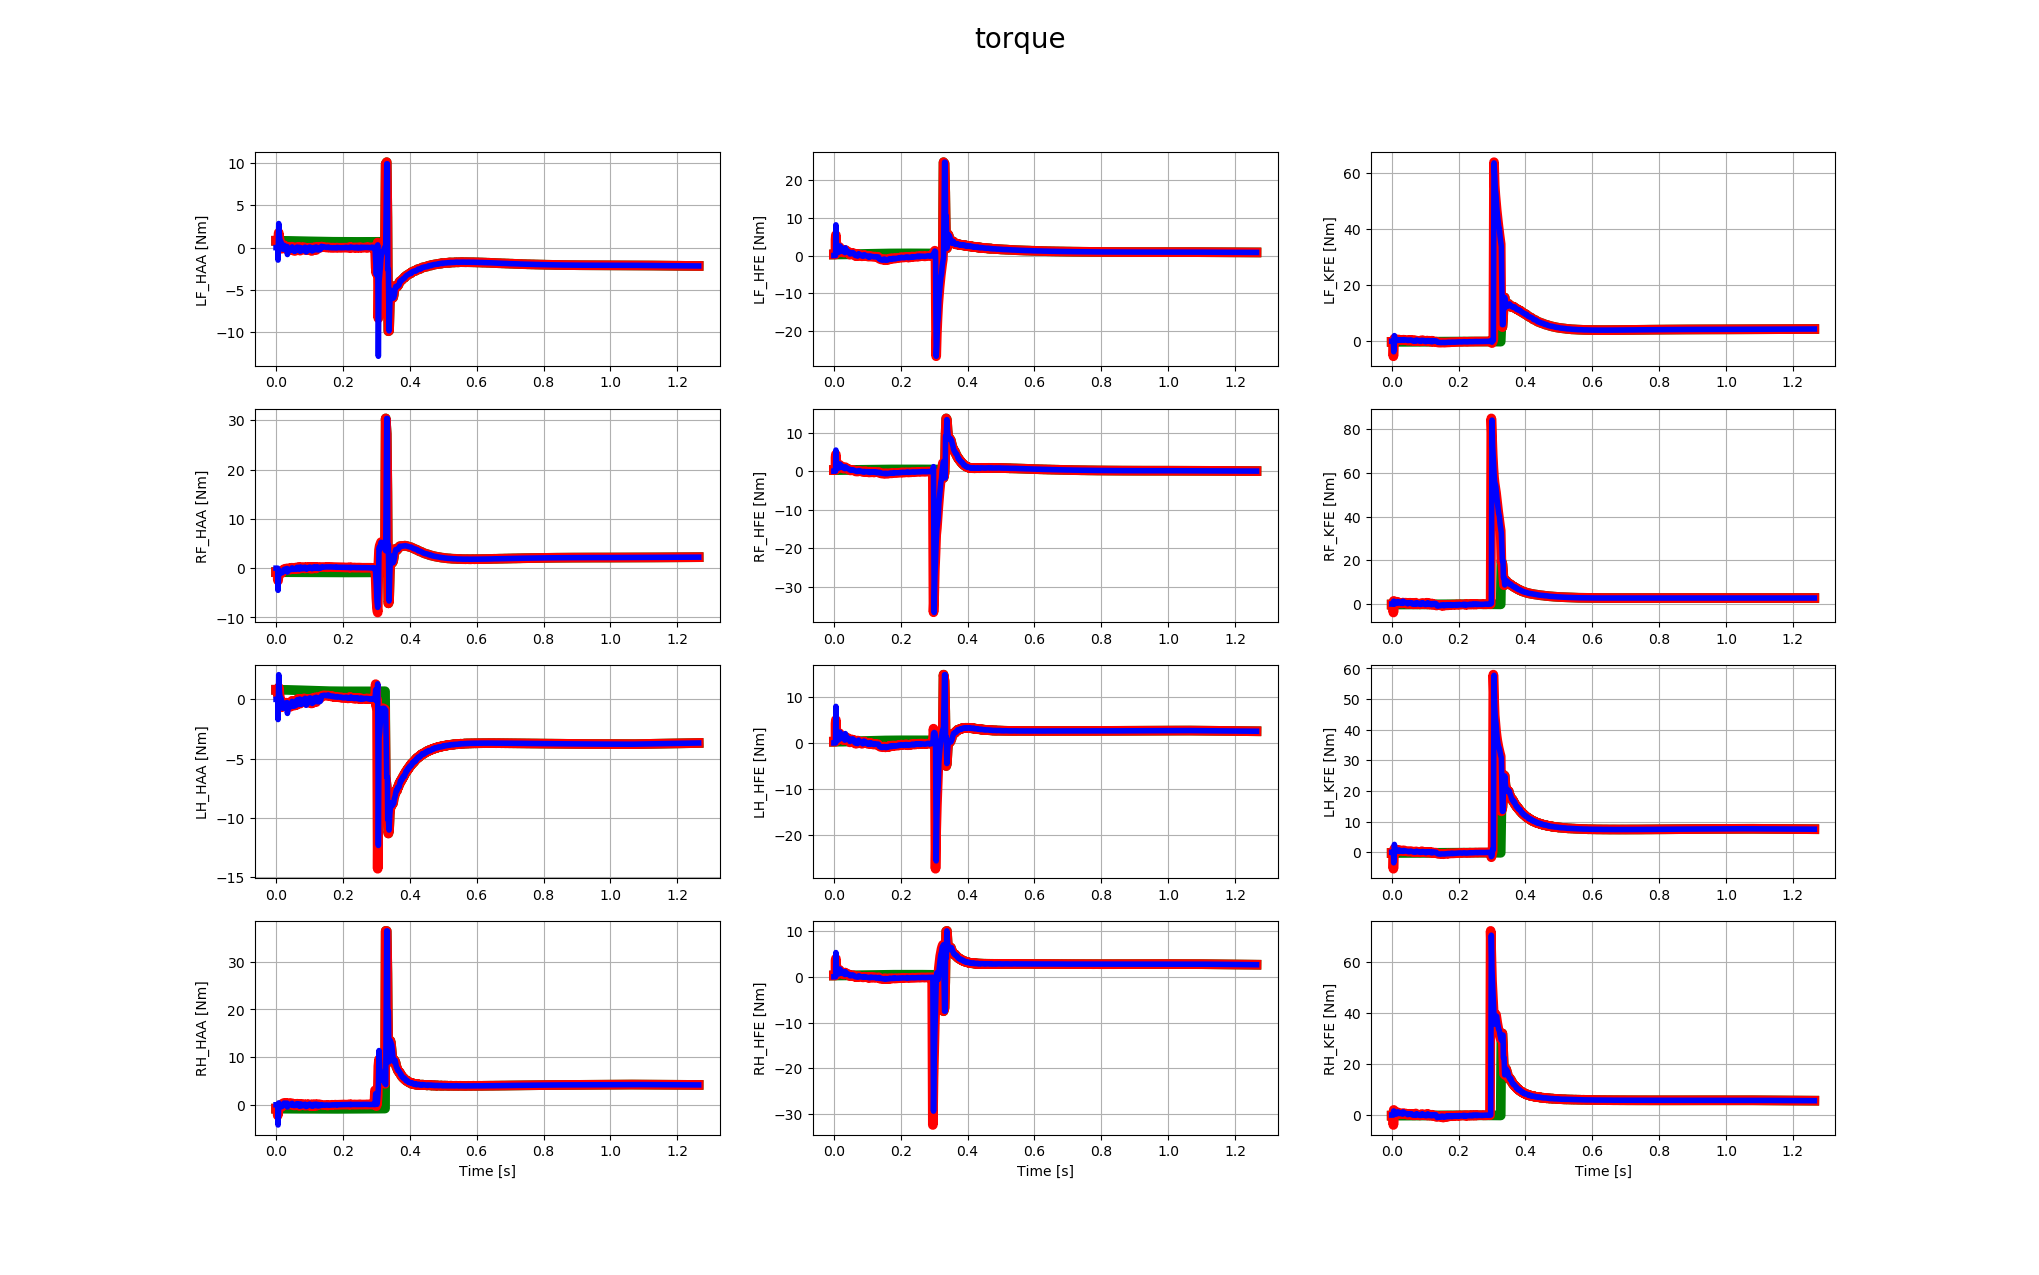 torque
LF_HAA [Nm]
10
5
0
−5
−10
0.0 0.2 0.4 0.6 0.8 1.0 1.2
LF_HFE [Nm]
20
10
0
−10
−20
0.0 0.2 0.4 0.6 0.8 1.0 1.2
LF_KFE [Nm]
60
40
20
0
0.0 0.2 0.4 0.6 0.8 1.0 1.2
RF_HAA [Nm]
30
20
10
0
−10
0.0 0.2 0.4 0.6 0.8 1.0 1.2
RF_HFE [Nm]
10
0
−10
−20
−30
0.0 0.2 0.4 0.6 0.8 1.0 1.2
RF_KFE [Nm]
80
60
40
20
0
0.0 0.2 0.4 0.6 0.8 1.0 1.2
LH_HAA [Nm]
0
−5
−10
−15
0.0 0.2 0.4 0.6 0.8 1.0 1.2
LH_HFE [Nm]
10
0
−10
−20
0.0 0.2 0.4 0.6 0.8 1.0 1.2
LH_KFE [Nm]
60
50
40
30
20
10
0
0.0 0.2 0.4 0.6 0.8 1.0 1.2
RH_HAA [Nm]
30
20
10
0
0.0 0.2 0.4 0.6 0.8 1.0 1.2
Time [s]
RH_HFE [Nm]
10
0
−10
−20
−30
0.0 0.2 0.4 0.6 0.8 1.0 1.2
Time [s]
RH_KFE [Nm]
60
40
20
0
0.0 0.2 0.4 0.6 0.8 1.0 1.2
Time [s]